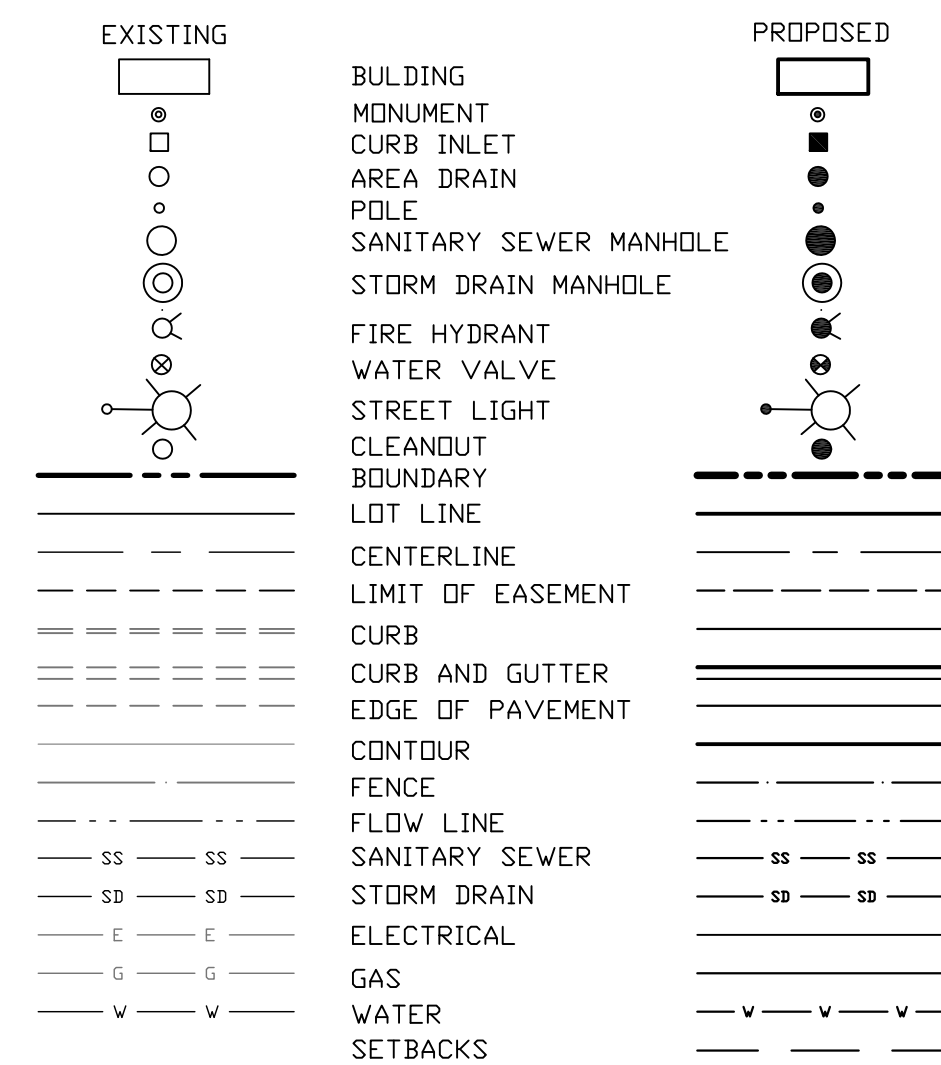 EXISTING PROPOSED
BULDING
MONUMENT
CURB INLET
AREA DRAIN
POLE
SANITARY SEWER MANHOLE
STORM DRAIN MANHOLE
FIRE HYDRANT
WATER VALVE
STREET LIGHT
CLEANOUT
BOUNDARY
LOT LINE
CENTERLINE
LIMIT OF EASEMENT
CURB
CURB AND GUTTER
EDGE OF PAVEMENT
CONTOUR
FENCE
FLOW LINE
SS SS SANITARY SEWER SS SS
SD SD STORM DRAIN SD SD
E E ELECTRICAL
G G GAS
W W WATER W W W
SETBACKS